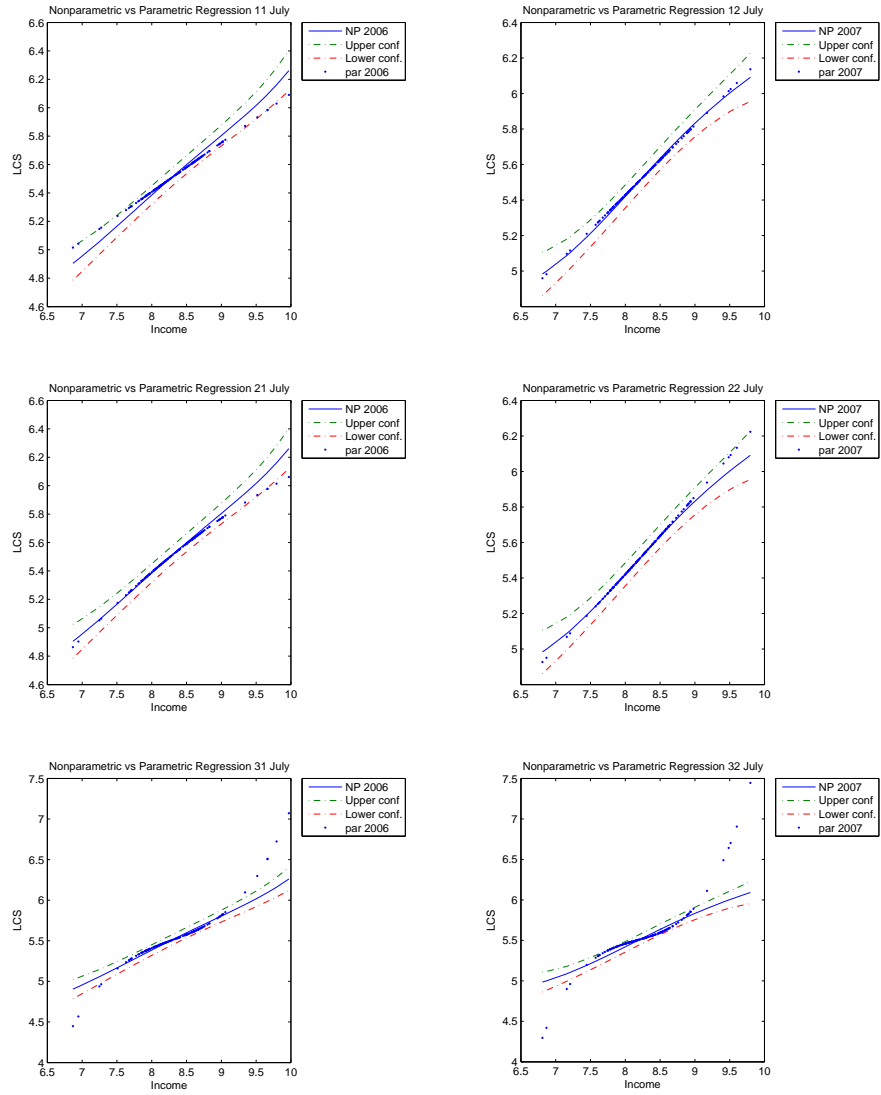 Nonparametric vs Parametric Regression 11 July
6.6
6.4
6.2
6
5.8
5.6
5.4
5.2
5
4.8
4.6
LCS
6.5 7 7.5 8 8.5 9 9.5 10
Income
NP 2006
Upper conf
Lower conf.
par 2006
Nonparametric vs Parametric Regression 12 July
6.4
6.2
6
5.8
5.6
5.4
5.2
5
LCS
6.5 7 7.5 8 8.5 9 9.5 10
Income
NP 2007
Upper conf
Lower conf.
par 2007
Nonparametric vs Parametric Regression 21 July
6.6
6.4
6.2
6
5.8
5.6
5.4
5.2
5
4.8
4.6
LCS
6.5 7 7.5 8 8.5 9 9.5 10
Income
NP 2006
Upper conf
Lower conf.
par 2006
Nonparametric vs Parametric Regression 22 July
6.4
6.2
6
5.8
5.6
5.4
5.2
5
LCS
6.5 7 7.5 8 8.5 9 9.5 10
Income
NP 2007
Upper conf
Lower conf.
par 2007
Nonparametric vs Parametric Regression 31 July
7.5
7
6.5
6
5.5
5
4.5
4
LCS
6.5 7 7.5 8 8.5 9 9.5 10
Income
NP 2006
Upper conf
Lower conf.
par 2006
Nonparametric vs Parametric Regression 32 July
7.5
7
6.5
6
5.5
5
4.5
4
LCS
6.5 7 7.5 8 8.5 9 9.5 10
Income
NP 2007
Upper conf
Lower conf.
par 2007